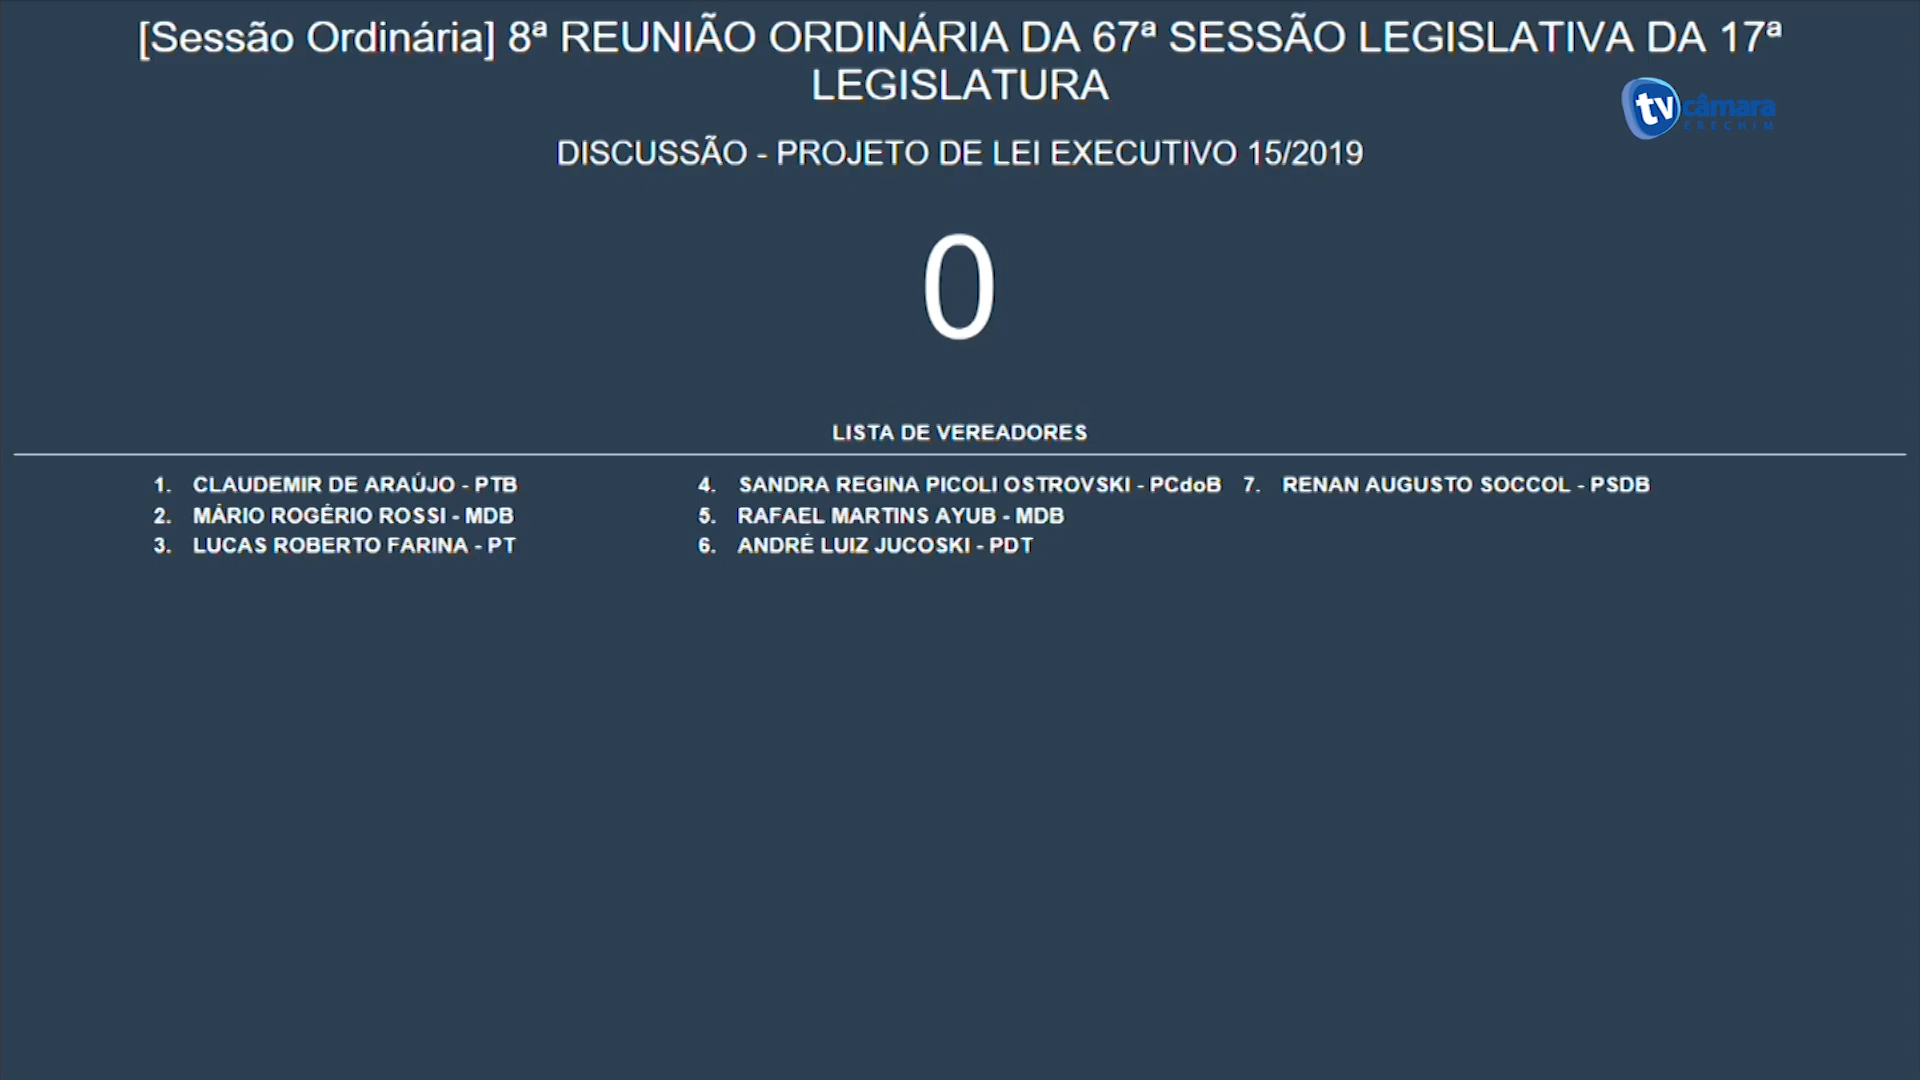 [Sessão Ordinária] 8ª REUNIÃO ORDINÁRIA DA 67ª SESSÃO LEGISLATIVA DA 17ª
LEGISLATURA
tv câmara
ERECHIM
DISCUSSÃO - PROJETO DE LEI EXECUTIVO 15/2019
0
LISTA DE VEREADORES
1. CLAUDEMIR DE ARAÚJO - PTB
2. MÁRIO ROGÉRIO ROSSI - MDB
3. LUCAS ROBERTO FARINA - PT
4. SANDRA REGINA PICOLI OSTROVSKI - PCdoB
5. RAFAEL MARTINS AYUB - MDB
6. ANDRÉ LUIZ JUCOSKI - PDT
7. RENAN AUGUSTO SOCCOL - PSDB